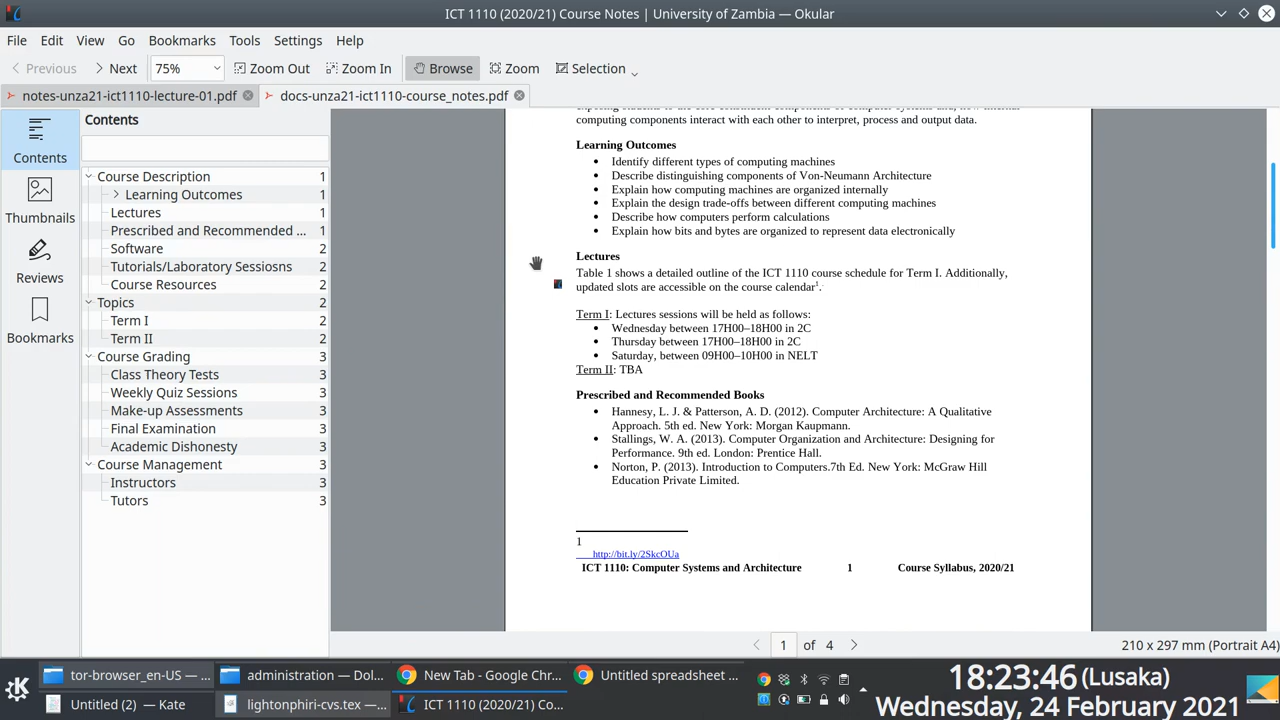 ICT 1110 (2020/21) Course Notes | University of Zambia — Okular
File Edit View Go Bookmarks Tools Settings Help
Previous Next 75% Zoom Out Zoom In Browse Zoom Selection
notes-unza21-ict1110-lecture-01.pdf docs-unza21-ict1110-course_notes.pdf
Contents
Contents
Thumbnails
Reviews
Bookmarks
Course Description 1
Learning Outcomes 1
Lectures 1
Prescribed and Recommended ... 1
Software 2
Tutorials/Laboratory Sessiosns 2
Course Resources 2
Topics 2
Term I 2
Term II 2
Course Grading 3
Class Theory Tests 3
Weekly Quiz Sessions 3
Make-up Assessments 3
Final Examination 3
Academic Dishonesty 3
Course Management 3
Instructors 3
Tutors 3
computing components interact with each other to interpret, process and output data.
Learning Outcomes
• Identify different types of computing machines
• Describe distinguishing components of Von-Neumann Architecture
• Explain how computing machines are organized internally
• Explain the design trade-offs between different computing machines
• Describe how computers perform calculations
• Explain how bits and bytes are organized to represent data electronically
Lectures
Table 1 shows a detailed outline of the ICT 1110 course schedule for Term I. Additionally,
updated slots are accessible on the course calendar1.
Term I: Lectures sessions will be held as follows:
• Wednesday between 17H00–18H00 in 2C
• Thursday between 17H00–18H00 in 2C
• Saturday, between 09H00–10H00 in NELT
Term II: TBA
Prescribed and Recommended Books
• Hannesy, L. J. & Patterson, A. D. (2012). Computer Architecture: A Qualitative
Approach. 5th ed. New York: Morgan Kaupmann.
• Stallings, W. A. (2013). Computer Organization and Architecture: Designing for
Performance. 9th ed. London: Prentice Hall.
• Norton, P. (2013). Introduction to Computers.7th Ed. New York: McGraw Hill
Education Private Limited.
1
http://bit.ly/2SkcOUa
ICT 1110: Computer Systems and Architecture 1 Course Syllabus, 2020/21
1 of 4 210 x 297 mm (Portrait A4)
tor-browser_en-US — ... administration — Dol... New Tab - Google Chr... Untitled spreadsheet ...
Untitled (2) — Kate lightonphiri-cvs.tex —... ICT 1110 (2020/21) Co...
18:23:46 (Lusaka)
Wednesday, 24 February 2021